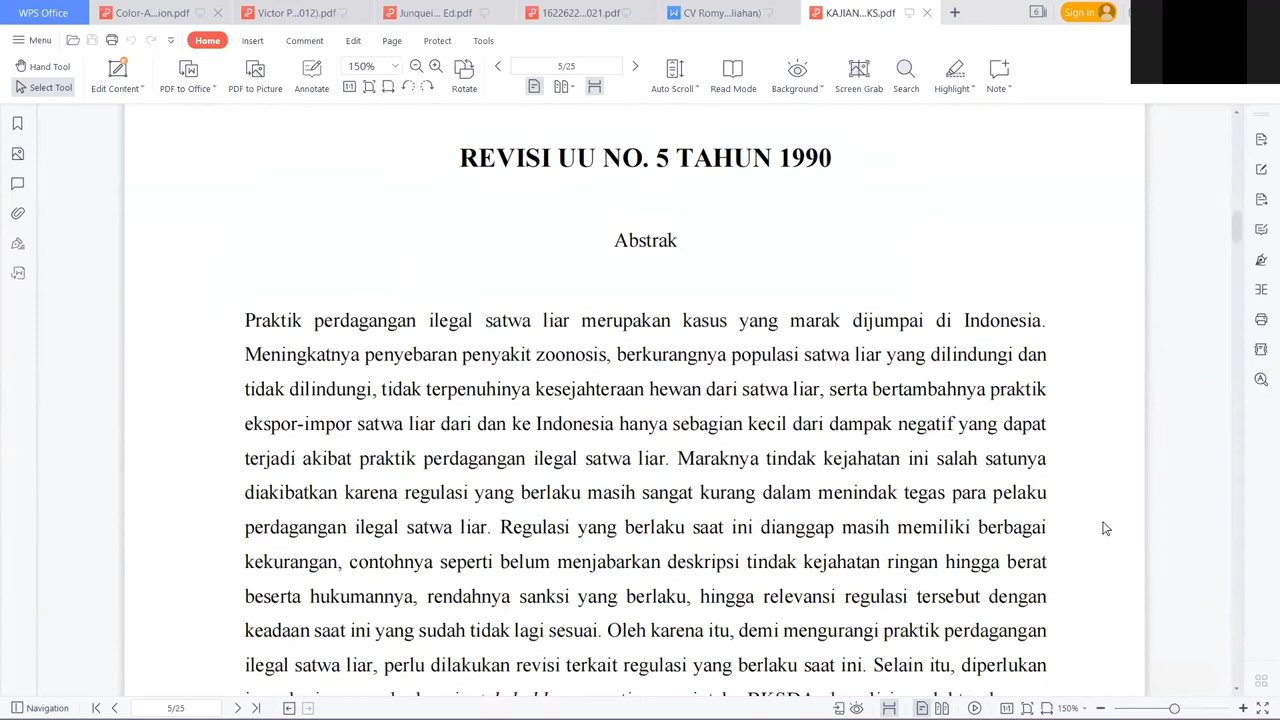 WPS Office
Color-A...ion.pdf
Victor P...012).pdf
Junquei... Ed.pdf
1622622...021.pdf
CV Romy...liahan)
KAJIAN...KS.pdf
6
Sign in
Menu
Home
Insert
Comment
Edit
Page
Protect
Tools
Hand Tool
Select Tool
Edit Content
PDF to Office
PDF to Picture
Annotate
150%
Rotate
5/25
Auto Scroll
Read Mode
Background
Screen Grab
Search
Highlight
Note
REVISI UU NO. 5 TAHUN 1990
Abstrak
Praktik perdagangan ilegal satwa liar merupakan kasus yang marak dijumpai di Indonesia.
Meningkatnya penyebaran penyakit zoonosis, berkurangnya populasi satwa liar yang dilindungi dan
tidak dilindungi, tidak terpenuhinya kesejahteraan hewan dari satwa liar, serta bertambahnya praktik
ekspor-impor satwa liar dari dan ke Indonesia hanya sebagian kecil dari dampak negatif yang dapat
terjadi akibat praktik perdagangan ilegal satwa liar. Maraknya tindak kejahatan ini salah satunya
diakibatkan karena regulasi yang berlaku masih sangat kurang dalam menindak tegas para pelaku
perdagangan ilegal satwa liar. Regulasi yang berlaku saat ini dianggap masih memiliki berbagai
kekurangan, contohnya seperti belum menjabarkan deskripsi tindak kejahatan ringan hingga berat
beserta hukumannya, rendahnya sanksi yang berlaku, hingga relevansi regulasi tersebut dengan
keadaan saat ini yang sudah tidak lagi sesuai. Oleh karena itu, demi mengurangi praktik perdagangan
ilegal satwa liar, perlu dilakukan revisi terkait regulasi yang berlaku saat ini. Selain itu, diperlukan
Navigation
5/25
150%